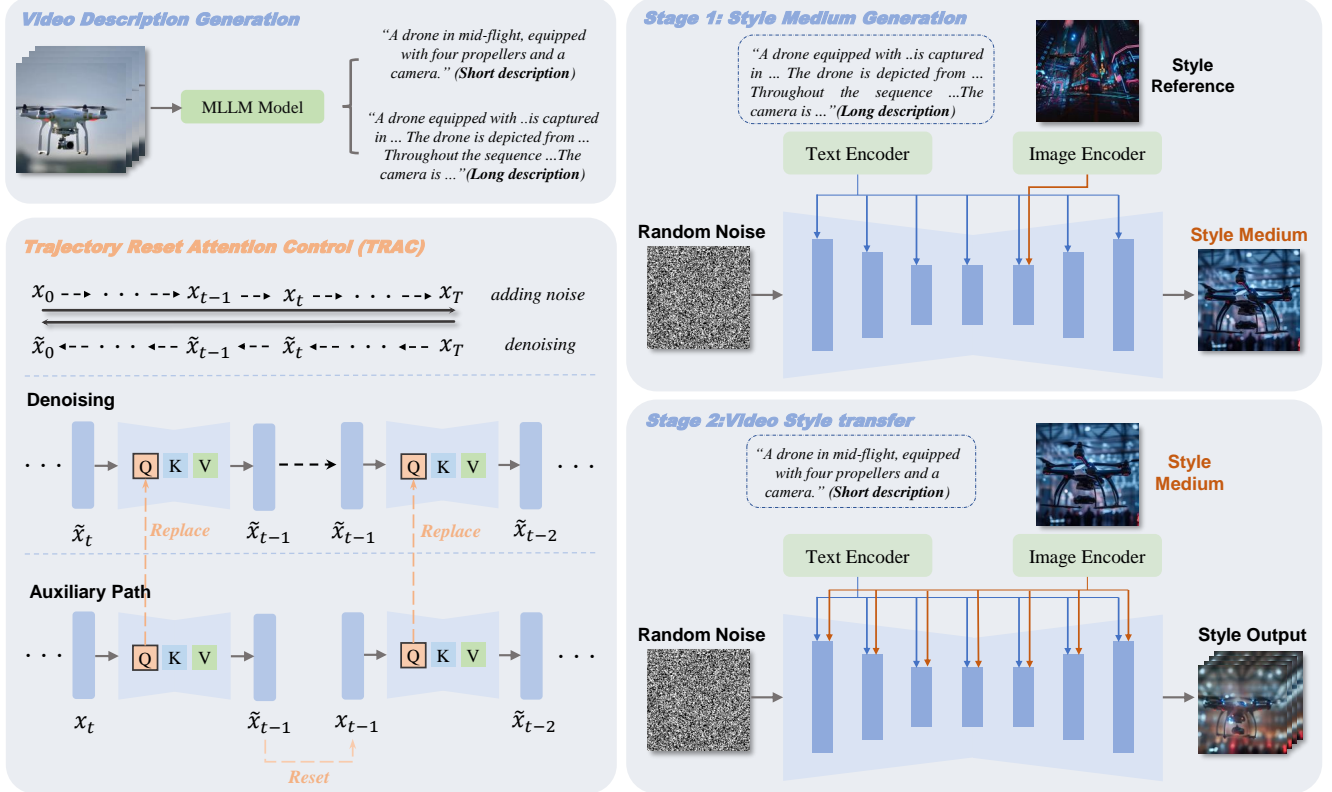 Video Description Generation
MLLM Model
“A drone in mid-flight, equipped
with four propellers and a
camera.” (Short description)
“A drone equipped with ..is captured
in ... The drone is depicted from ...
Throughout the sequence ...The
camera is ...”(Long description)
Trajectory Reset Attention Control (TRAC)
x_0 · · · x_{t−1} x_t · · · x_T adding noise
x̃_0 · · · x̃_{t−1} x̃_t · · · x_T denoising
Denoising
· · · Q K V Q K V · · ·
x̃_t Replace x̃_{t−1} x̃_{t−1} Replace x̃_{t−2}
Auxiliary Path
· · · Q K V Q K V · · ·
x_t x̃_{t−1} x_{t−1} x̃_{t−2}
Reset
Stage 1: Style Medium Generation
“A drone equipped with ..is captured
in ... The drone is depicted from ...
Throughout the sequence ...The
camera is ...”(Long description)
Style
Reference
Text Encoder
Image Encoder
Random Noise
Style Medium
Stage 2:Video Style transfer
“A drone in mid-flight, equipped
with four propellers and a
camera.” (Short description)
Style
Medium
Text Encoder
Image Encoder
Random Noise
Style Output